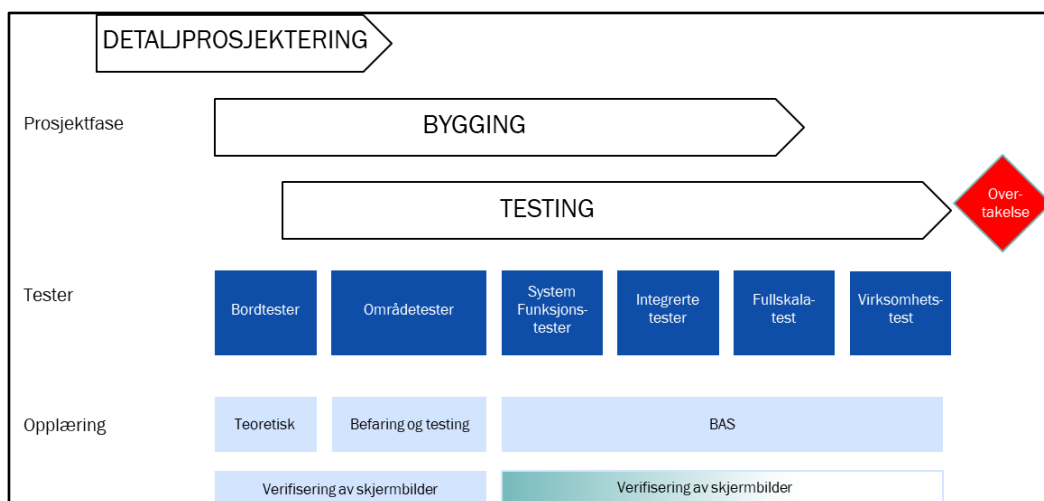 DETALJPROSJEKTERING
Prosjektfase
BYGGING
TESTING
Over-
takelse
Tester
Bordtester
Områdetester
System
Funksjons-
tester
Integrerte
tester
Fullskala-
test
Virksomhets-
test
Opplæring
Teoretisk
Befaring og testing
BAS
Verifisering av skjermbilder
Verifisering av skjermbilder